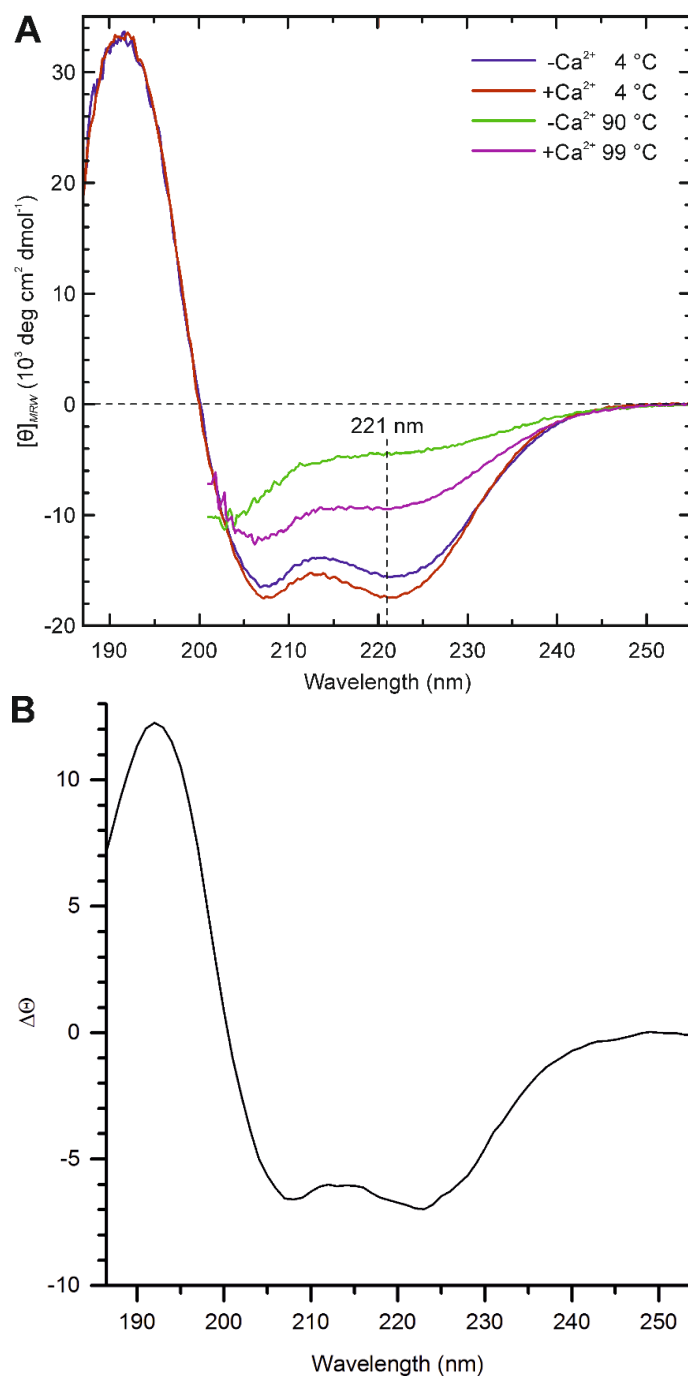 A
-Ca²⁺ 4 °C
+Ca²⁺ 4 °C
-Ca²⁺ 90 °C
+Ca²⁺ 99 °C
30
20
10
0
-10
-20
[θ]MRW (10³ deg cm² dmol⁻¹)
221 nm
190 200 210 220 230 240 250
Wavelength (nm)
B
10
5
0
-5
-10
ΔΘ
190 200 210 220 230 240 250
Wavelength (nm)